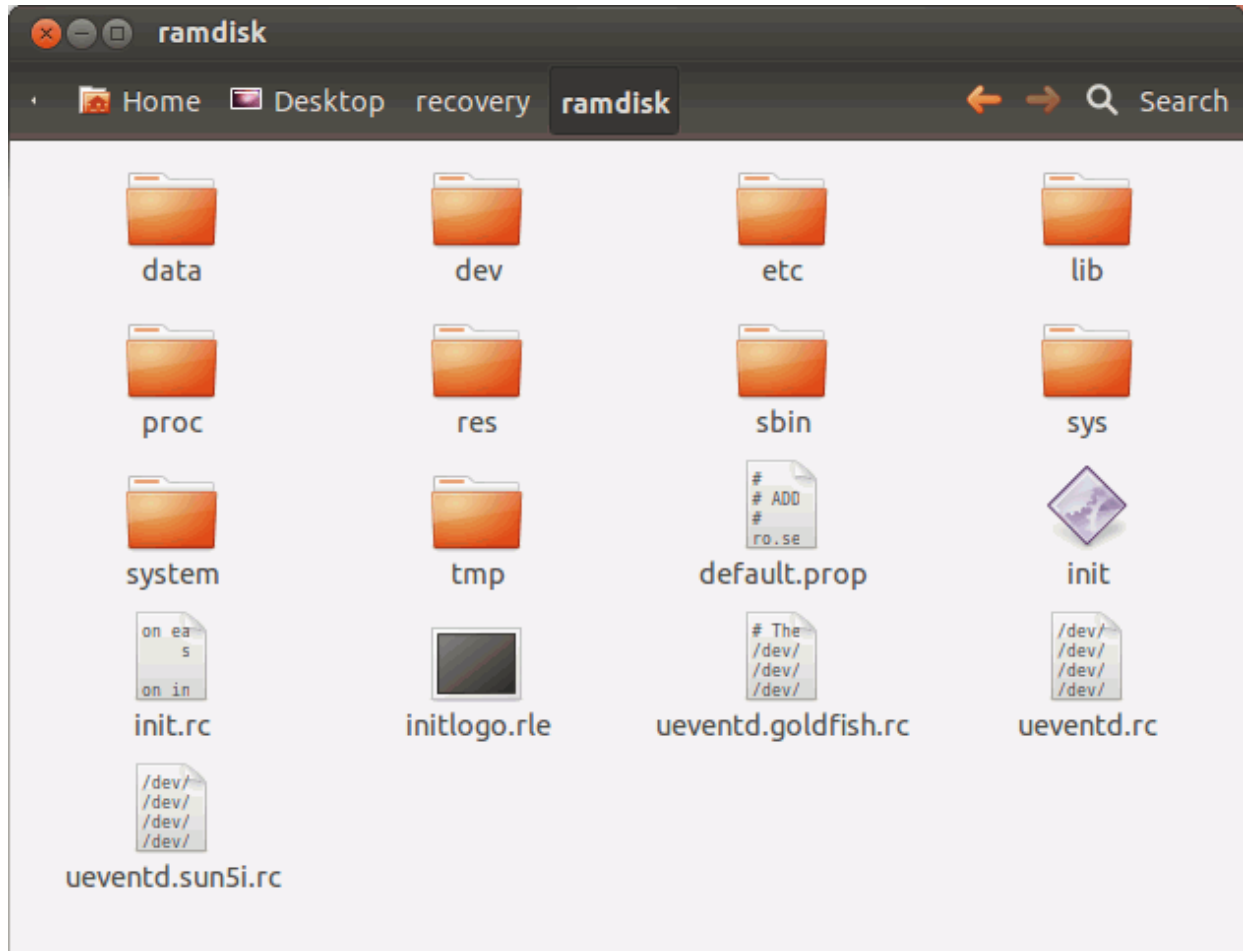 ramdisk
Home Desktop recovery ramdisk Search
data dev etc lib
proc res sbin sys
#
# ADD
#
ro.se
system tmp default.prop init
on ea
s
on in
# The
/dev/
/dev/
/dev/
/dev/
/dev/
/dev/
/dev/
init.rc initlogo.rle ueventd.goldfish.rc ueventd.rc
/dev/
/dev/
/dev/
/dev/
ueventd.sun5i.rc